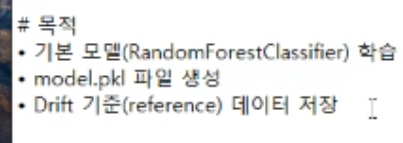 # 목적
• 기본 모델(RandomForestClassifier) 학습
• model.pkl 파일 생성
• Drift 기준(reference) 데이터 저장